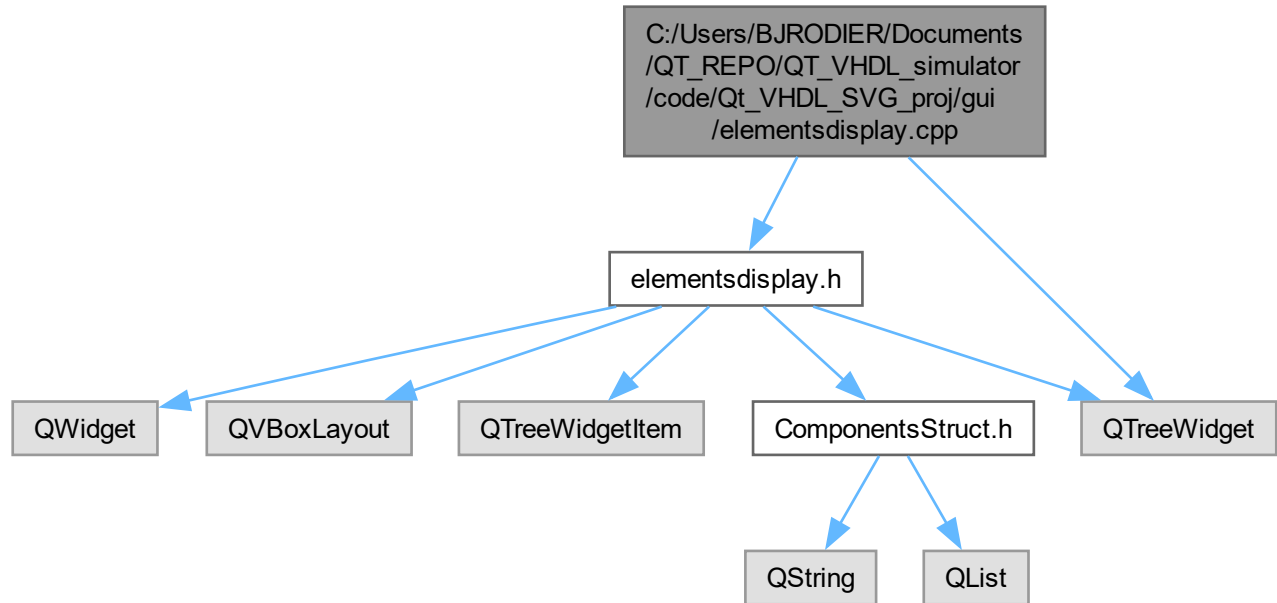 C:/Users/BJRODIER/Documents
/QT_REPO/QT_VHDL_simulator
/code/Qt_VHDL_SVG_proj/gui
/elementsdisplay.cpp
elementsdisplay.h
QWidget
QVBoxLayout
QTreeWidgetItem
ComponentsStruct.h
QTreeWidget
QString
QList